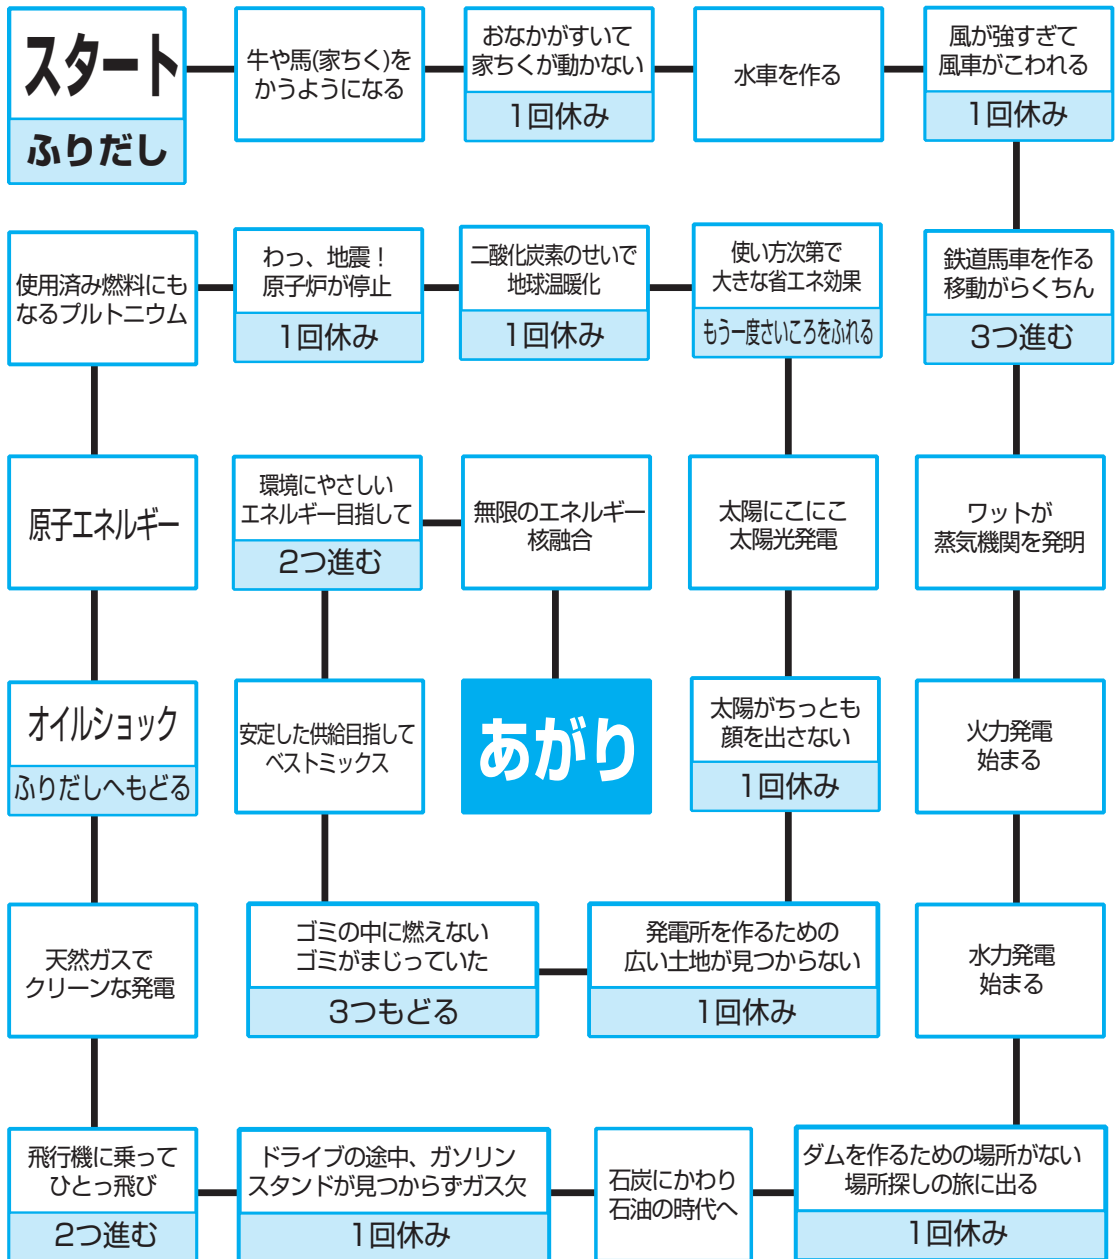 スタート
ふりだし
牛や馬(家ちく)を
かうようになる
おなかがすいて
家ちくが動かない
1回休み
水車を作る
風が強すぎて
風車がこわれる
1回休み
使用済み燃料にも
なるプルトニウム
わっ、地震！
原子炉が停止
1回休み
二酸化炭素のせいで
地球温暖化
1回休み
使い方次第で
大きな省エネ効果
もう一度さいころをふれる
鉄道馬車を作る
移動がらくちん
3つ進む
原子エネルギー
環境にやさしい
エネルギー目指して
2つ進む
無限のエネルギー
核融合
太陽にこにこ
太陽光発電
ワットが
蒸気機関を発明
オイルショック
ふりだしへもどる
安定した供給目指して
ベストミックス
あがり
太陽がちっとも
顔を出さない
1回休み
火力発電
始まる
天然ガスで
クリーンな発電
ゴミの中に燃えない
ゴミがまじっていた
3つもどる
発電所を作るための
広い土地が見つからない
1回休み
水力発電
始まる
飛行機に乗って
ひとっ飛び
2つ進む
ドライブの途中、ガソリン
スタンドが見つからずガス欠
1回休み
石炭にかわり
石油の時代へ
ダムを作るための場所がない
場所探しの旅に出る
1回休み